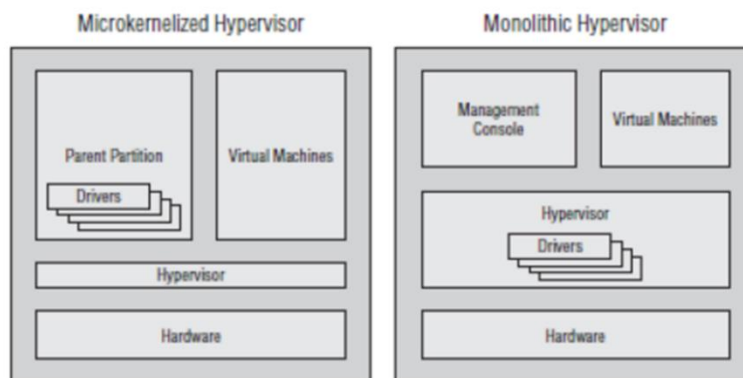 Microkernelized Hypervisor
Parent Partition
Drivers
Virtual Machines
Hypervisor
Hardware
Monolithic Hypervisor
Management
Console
Virtual Machines
Hypervisor
Drivers
Hardware